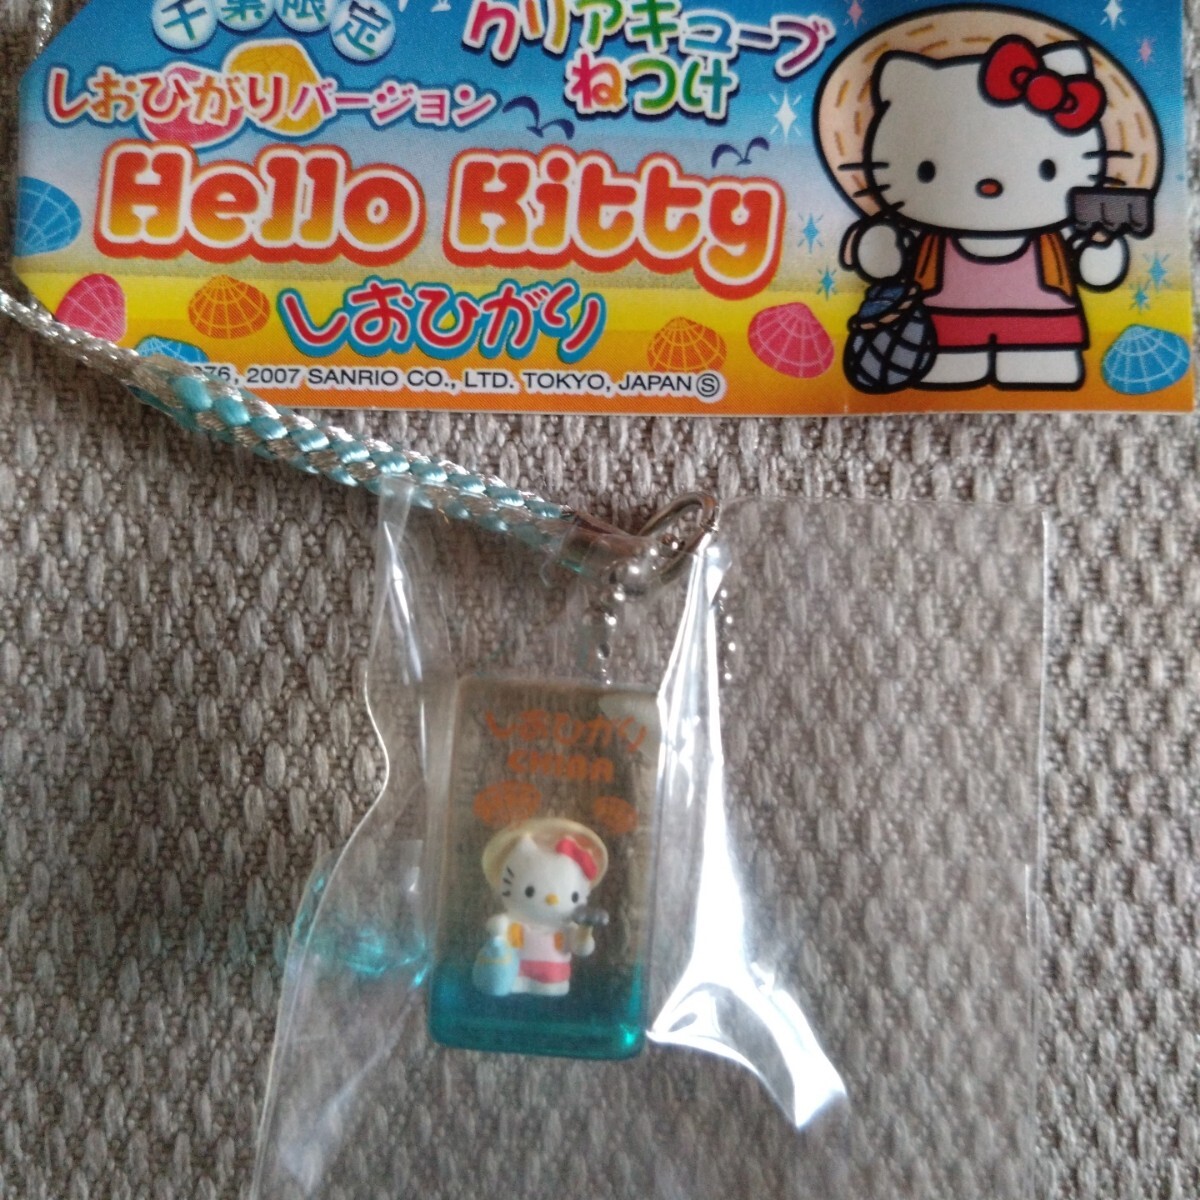 千葉限定
クリアキューブ
ねつけ
しおひがりバージョン
Hello Kitty
しおひがり
976, 2007 SANRIO CO., LTD. TOKYO, JAPAN Ⓢ
しおひがり
CHIBA